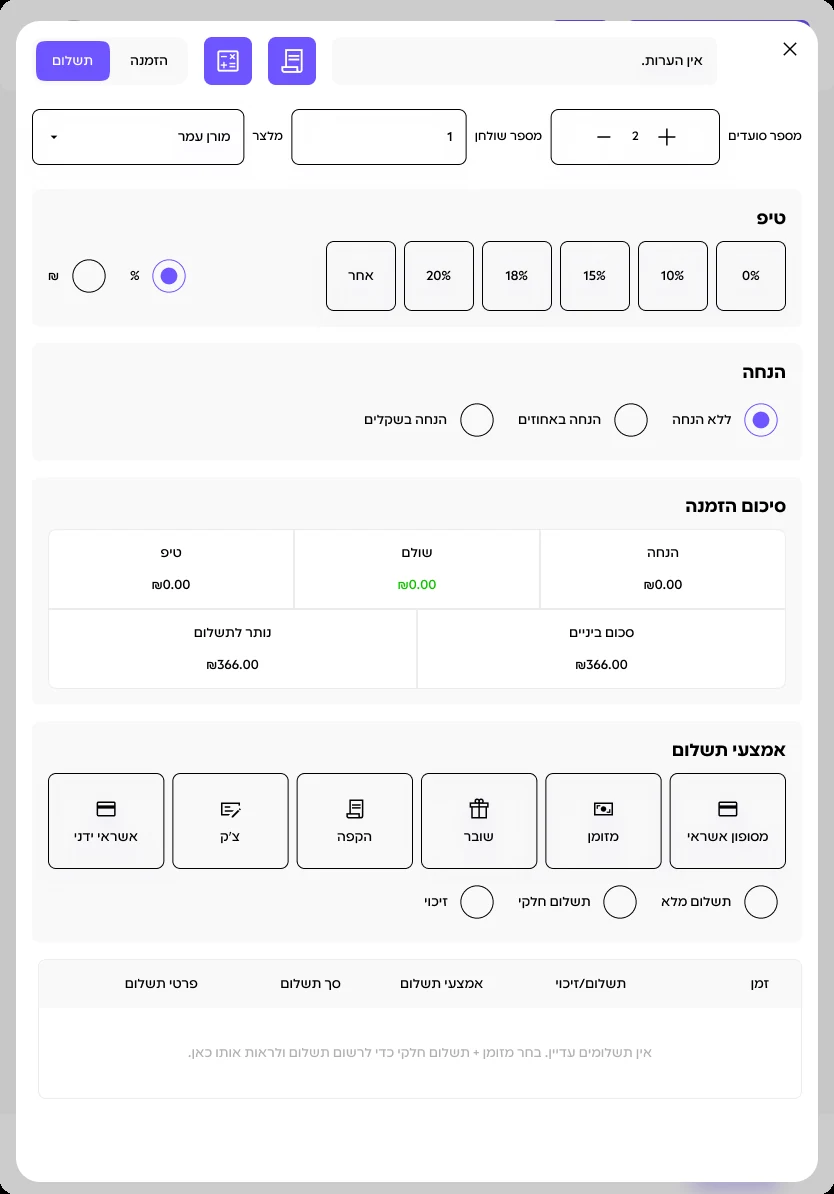 אין הערות.
הזמנה
תשלום
מספר סועדים
2
מספר שולחן
1
מלצר
מורן עמר
טיפ
0%
10%
15%
18%
20%
אחר
%
₪
הנחה
ללא הנחה
הנחה באחוזים
הנחה בשקלים
סיכום הזמנה
הנחה
₪0.00
שולם
₪0.00
טיפ
₪0.00
סכום ביניים
₪366.00
נותר לתשלום
₪366.00
אמצעי תשלום
מסופון אשראי
מזומן
שובר
הקפה
צ'ק
אשראי ידני
תשלום מלא
תשלום חלקי
זיכוי
זמן
תשלום/זיכוי
אמצעי תשלום
סך תשלום
פרטי תשלום
אין תשלומים עדיין. בחר מזומן + תשלום חלקי כדי לרשום תשלום ולראות אותו כאן.